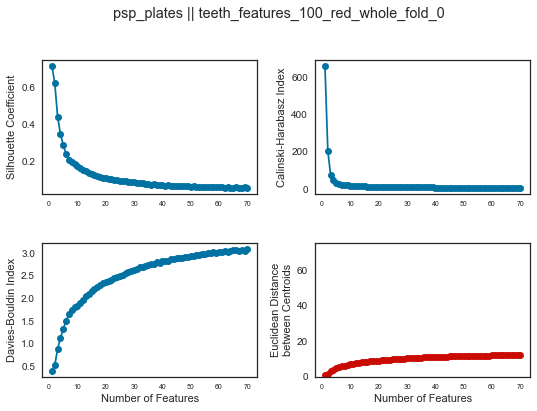 psp_plates || teeth_features_100_red_whole_fold_0
Silhouette Coefficient
0.6
0.4
0.2
0 10 20 30 40 50 60 70
Calinski-Harabasz Index
600
400
200
0
0 10 20 30 40 50 60 70
Davies-Bouldin Index
3.0
2.5
2.0
1.5
1.0
0.5
0 10 20 30 40 50 60 70
Number of Features
Euclidean Distance
between Centroids
60
40
20
0
0 10 20 30 40 50 60 70
Number of Features